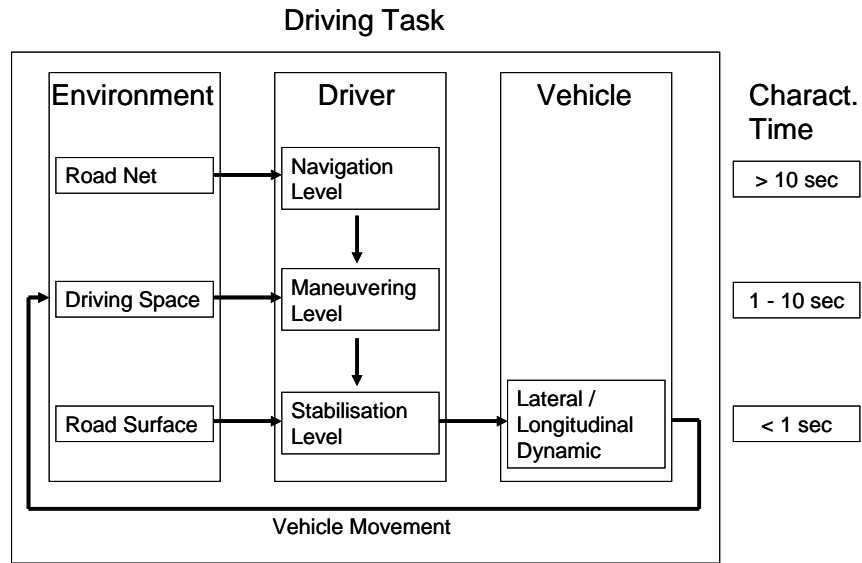 Driving Task
Environment
Driver
Vehicle
Charact.
Time
Road Net
Navigation
Level
> 10 sec
Driving Space
Maneuvering
Level
1 - 10 sec
Road Surface
Stabilisation
Level
Lateral /
Longitudinal
Dynamic
< 1 sec
Vehicle Movement